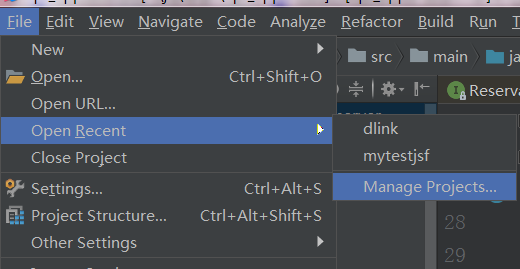 File Edit View Navigate Code Analyze Refactor Build Run
New
Open... Ctrl+Shift+O
Open URL...
Open Recent
Close Project
Settings... Ctrl+Alt+S
Project Structure... Ctrl+Alt+Shift+S
Other Settings
src main
dlink
mytestjsf
Manage Projects...
28
29